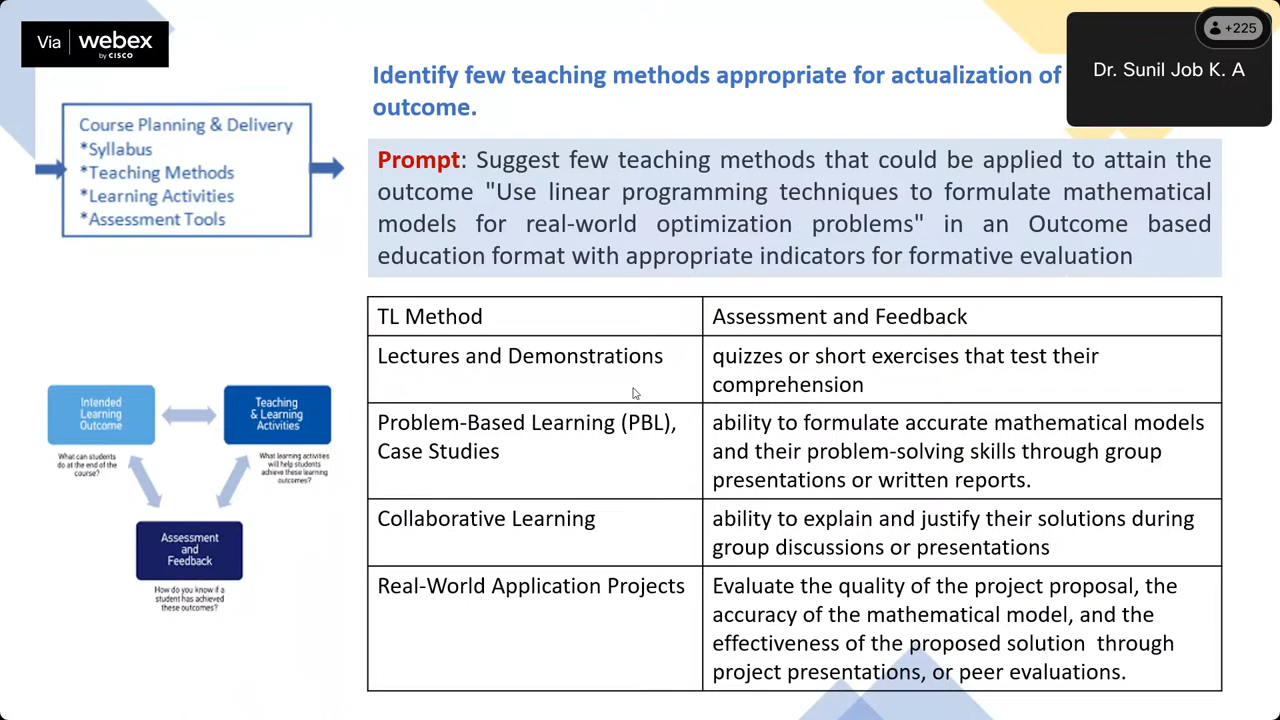 Via webex
by CISCO
+225
Dr. Sunil Job K. A
Identify few teaching methods appropriate for actualization of
outcome.
Course Planning & Delivery
*Syllabus
*Teaching Methods
*Learning Activities
*Assessment Tools
Prompt: Suggest few teaching methods that could be applied to attain the
outcome "Use linear programming techniques to formulate mathematical
models for real-world optimization problems" in an Outcome based
education format with appropriate indicators for formative evaluation
Intended
Learning
Outcome
Teaching
& Learning
Activities
What can students
do at the end of the
course?
What learning activities
will help students
achieve these learning
outcomes?
Assessment
and
Feedback
How do you know if a
student has achieved
these outcomes?
TL Method
Assessment and Feedback
Lectures and Demonstrations
quizzes or short exercises that test their
comprehension
Problem-Based Learning (PBL),
Case Studies
ability to formulate accurate mathematical models
and their problem-solving skills through group
presentations or written reports.
Collaborative Learning
ability to explain and justify their solutions during
group discussions or presentations
Real-World Application Projects
Evaluate the quality of the project proposal, the
accuracy of the mathematical model, and the
effectiveness of the proposed solution through
project presentations, or peer evaluations.